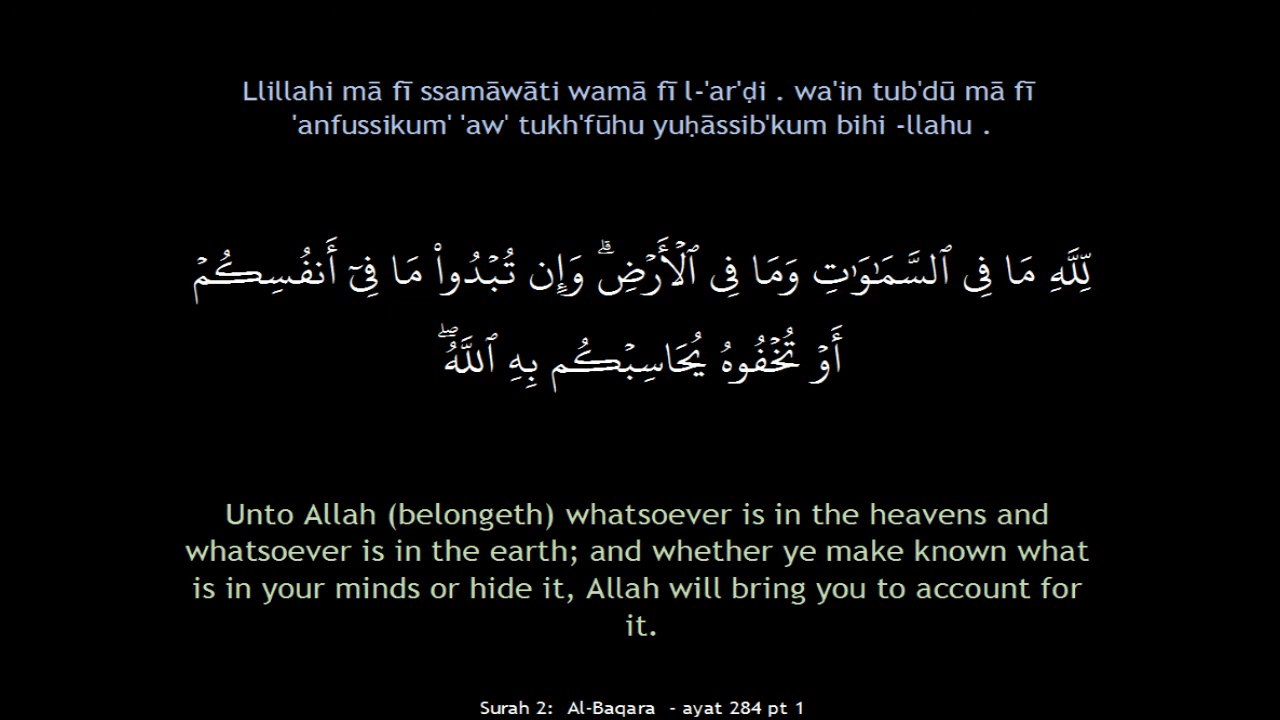 Llillahi mā fī ssamāwāti wamā fī l-'ar'ḍi . wa'in tub'dū mā fī
'anfussikum' 'aw' tukh'fūhu yuḥāssib'kum bihi -llahu .
لِّلَّهِ مَا فِى ٱلسَّمَـٰوَٰتِ وَمَا فِى ٱلْأَرْضِ ۗ وَإِن تُبْدُوا۟ مَا فِىٓ أَنفُسِكُمْ
أَوْ تُخْفُوهُ يُحَاسِبْكُم بِهِ ٱللَّهُ ۖ
Unto Allah (belongeth) whatsoever is in the heavens and
whatsoever is in the earth; and whether ye make known what
is in your minds or hide it, Allah will bring you to account for
it.
Surah 2: Al-Baqara - ayat 284 pt 1